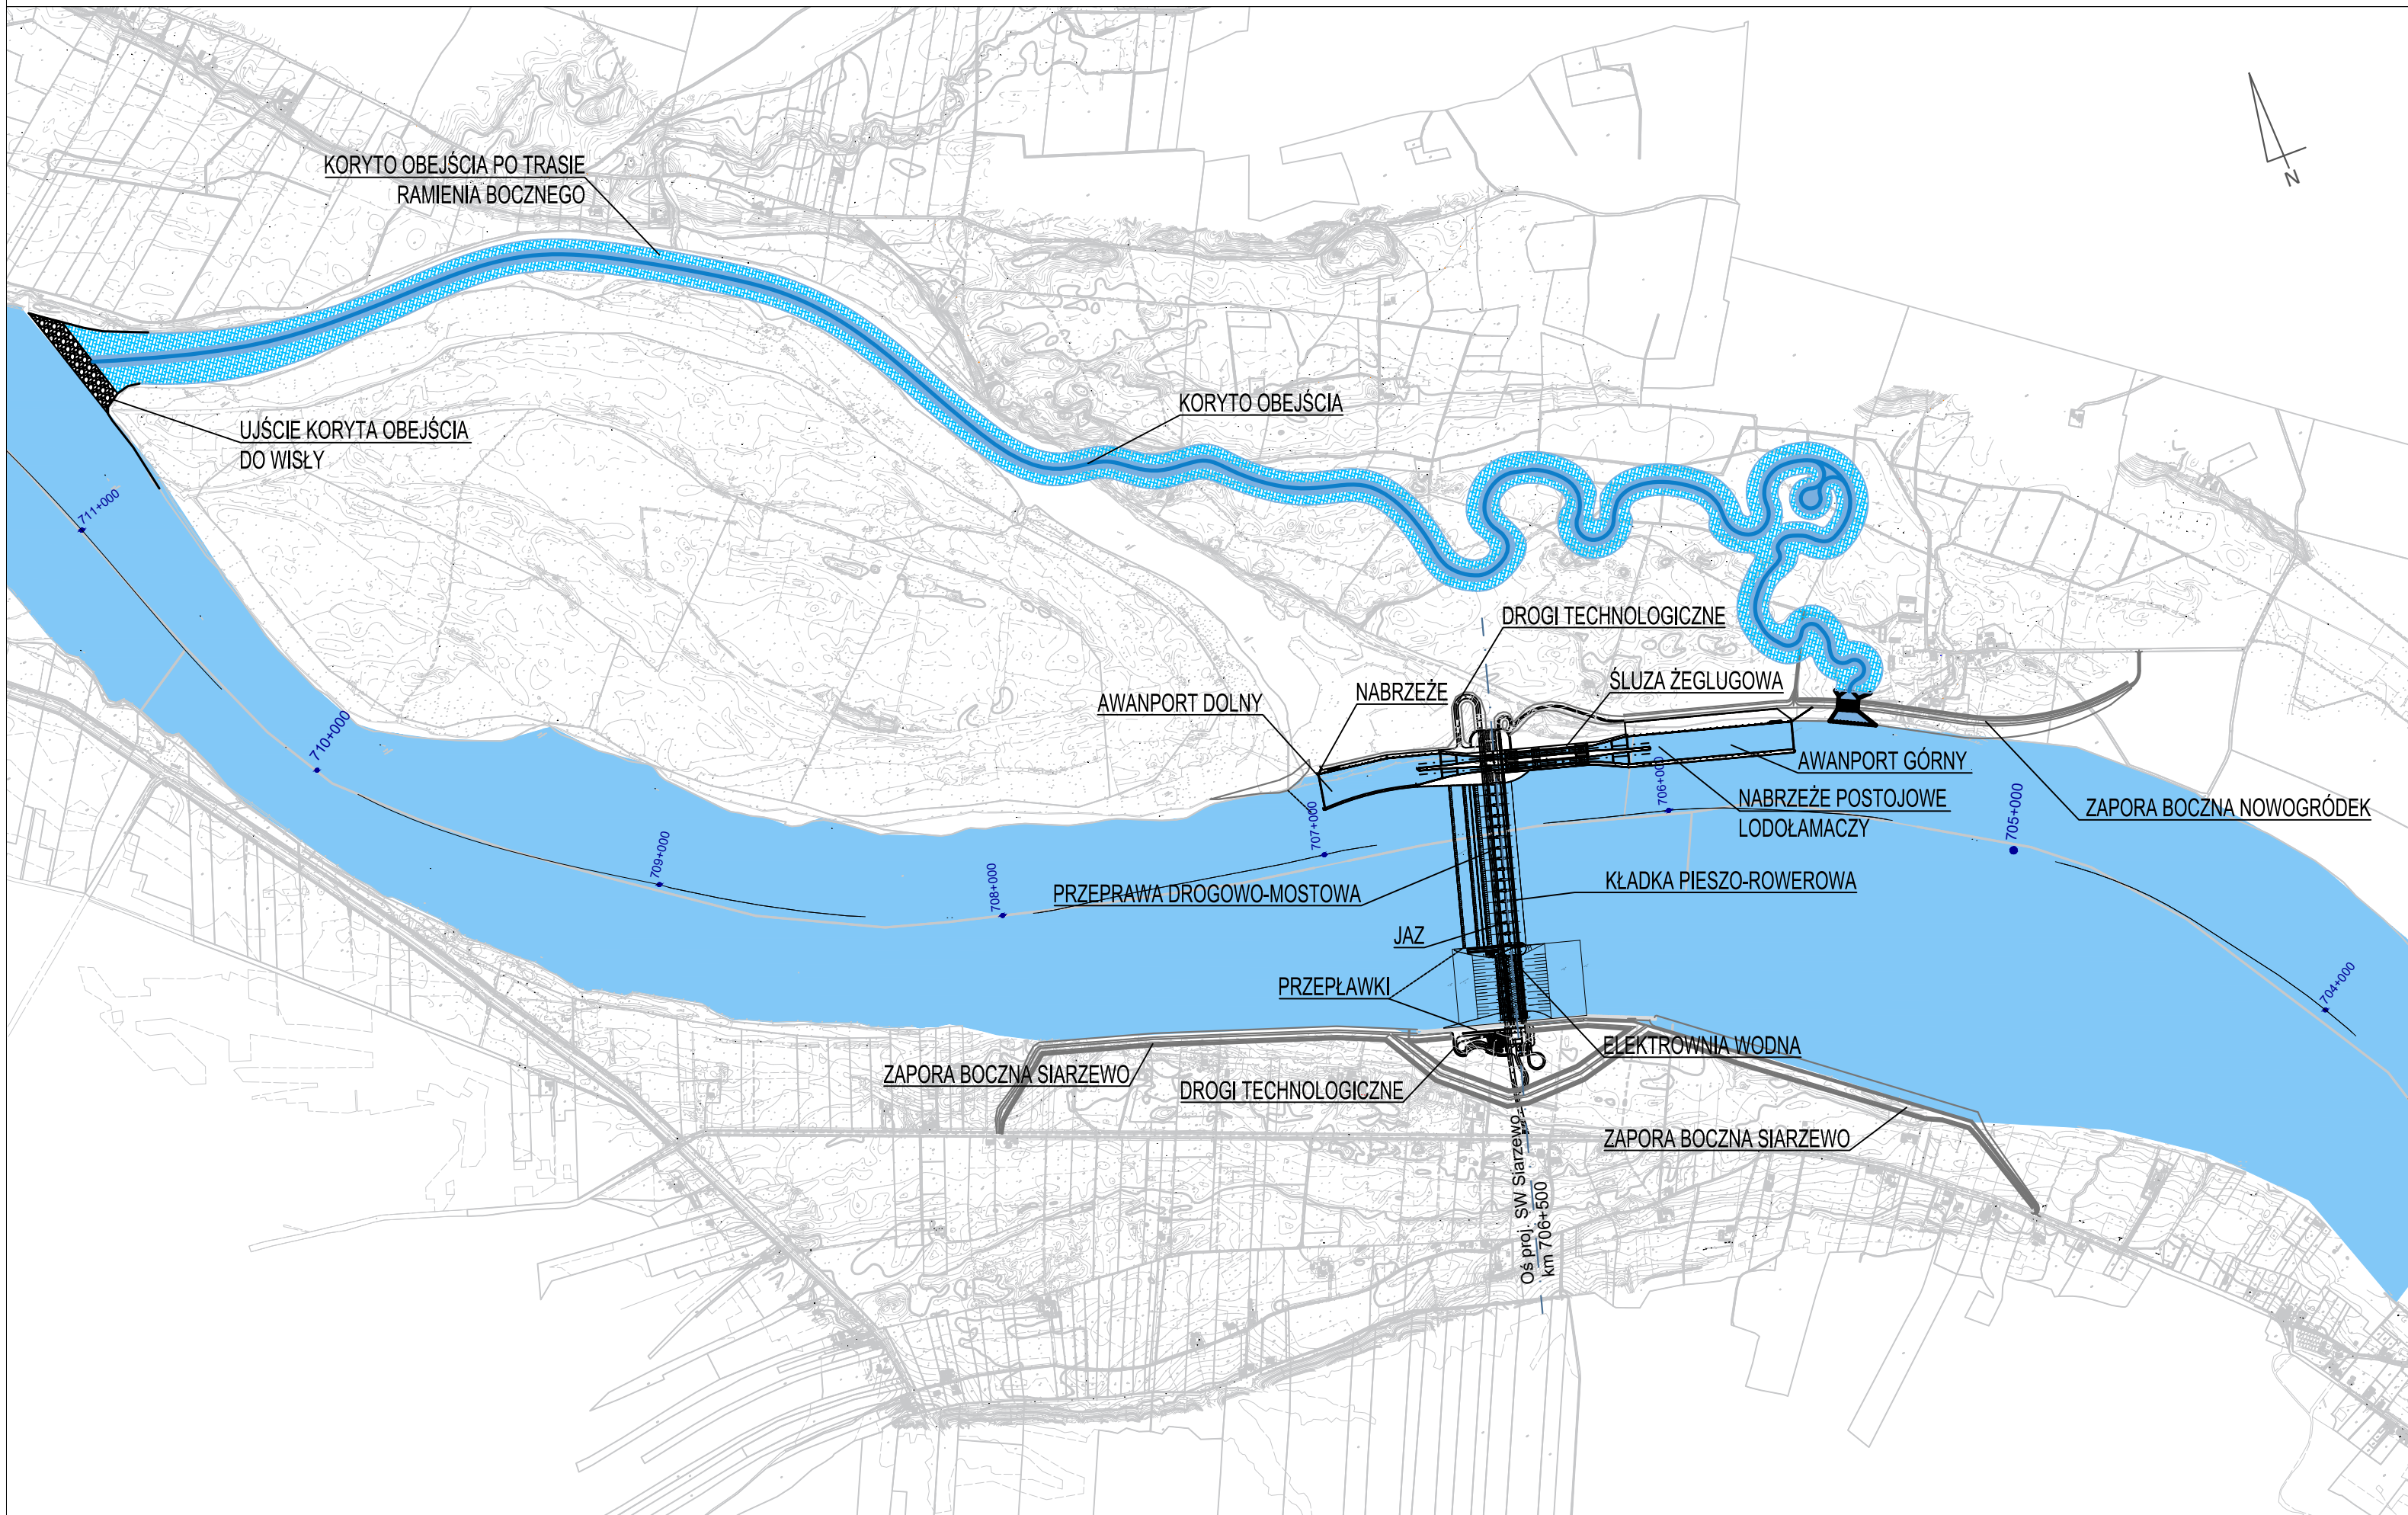 N
KORYTO OBEJŚCIA PO TRASIE
RAMIENIA BOCZNEGO
KORYTO OBEJŚCIA
UJŚCIE KORYTA OBEJŚCIA
DO WISŁY
711+000
DROGI TECHNOLOGICZNE
ŚLUZA ŻEGLUGOWA
NABRZEŻE
AWANPORT DOLNY
710+000
AWANPORT GÓRNY
706+000
NABRZEŻE POSTOJOWE
LODOŁAMACZY
ZAPORA BOCZNA NOWOGRÓDEK
705+000
707+000
709+000
708+000
PRZEPRAWA DROGOWO-MOSTOWA
KŁADKA PIESZO-ROWEROWA
JAZ
PRZEPŁAWKI
704+000
ELEKTROWNIA WODNA
ZAPORA BOCZNA SIARZEWO
DROGI TECHNOLOGICZNE
ZAPORA BOCZNA SIARZEWO
Oś proj. SW Siarzewo
km 706+500